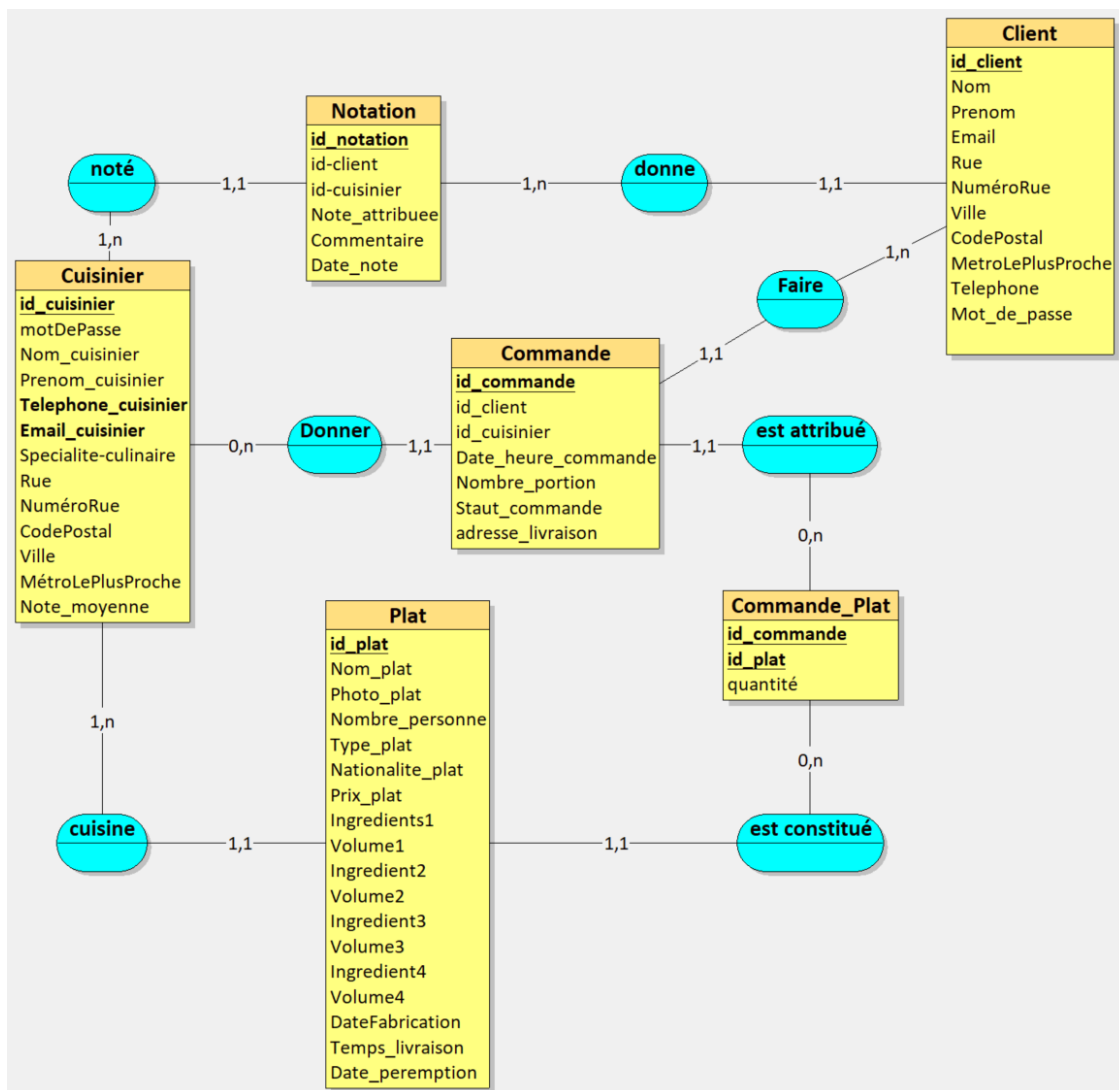 Client
id_client
Nom
Prenom
Email
Rue
NuméroRue
Ville
CodePostal
MetroLePlusProche
Telephone
Mot_de_passe
Notation
id_notation
id-client
id-cuisinier
Note_attribuee
Commentaire
Date_note
noté
1,1
1,n
donne
1,n
1,1
Faire
1,n
1,1
Cuisinier
id_cuisinier
motDePasse
Nom_cuisinier
Prenom_cuisinier
Telephone_cuisinier
Email_cuisinier
Specialite-culinaire
Rue
NuméroRue
CodePostal
Ville
MétroLePlusProche
Note_moyenne
Donner
0,n
1,1
Commande
id_commande
id_client
id_cuisinier
Date_heure_commande
Nombre_portion
Staut_commande
adresse_livraison
est attribué
1,1
0,n
Commande_Plat
id_commande
id_plat
quantité
0,n
est constitué
1,1
Plat
id_plat
Nom_plat
Photo_plat
Nombre_personne
Type_plat
Nationalite_plat
Prix_plat
Ingredients1
Volume1
Ingredient2
Volume2
Ingredient3
Volume3
Ingredient4
Volume4
DateFabrication
Temps_livraison
Date_peremption
1,n
cuisine
1,1